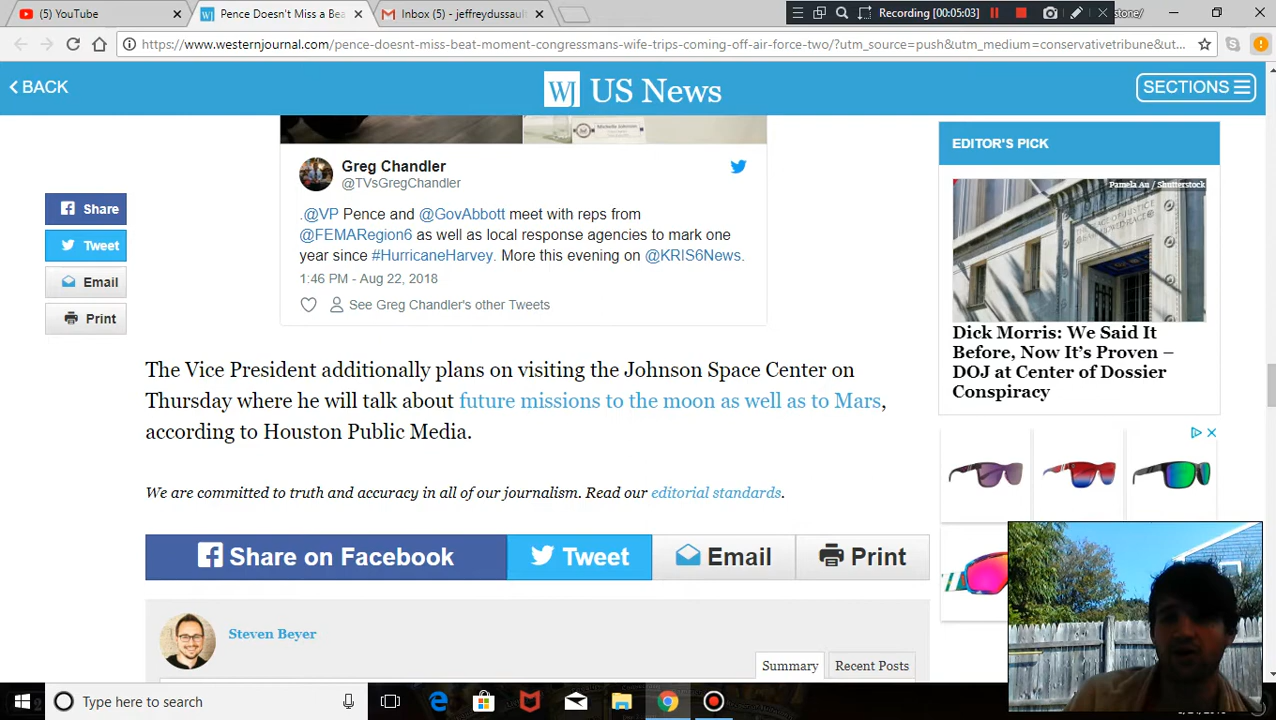 (5) YouTube
Pence Doesn't Miss a Bea
Inbox (5) - jeffreydussault
Recording [00:05:03]
stone/
https://www.westernjournal.com/pence-doesnt-miss-beat-moment-congressmans-wife-trips-coming-off-air-force-two/?utm_source=push&utm_medium=conservativetribune&ut...
BACK
WJ US News
SECTIONS
Greg Chandler
@TVsGregChandler
.@VP Pence and @GovAbbott meet with reps from
@FEMARegion6 as well as local response agencies to mark one
year since #HurricaneHarvey. More this evening on @KRIS6News.
1:46 PM - Aug 22, 2018
See Greg Chandler's other Tweets
Share
Tweet
Email
Print
EDITOR'S PICK
Pamela Au / Shutterstock
Dick Morris: We Said It
Before, Now It's Proven –
DOJ at Center of Dossier
Conspiracy
The Vice President additionally plans on visiting the Johnson Space Center on
Thursday where he will talk about future missions to the moon as well as to Mars,
according to Houston Public Media.
We are committed to truth and accuracy in all of our journalism. Read our editorial standards.
Share on Facebook
Tweet
Email
Print
Steven Beyer
Summary
Recent Posts
Type here to search